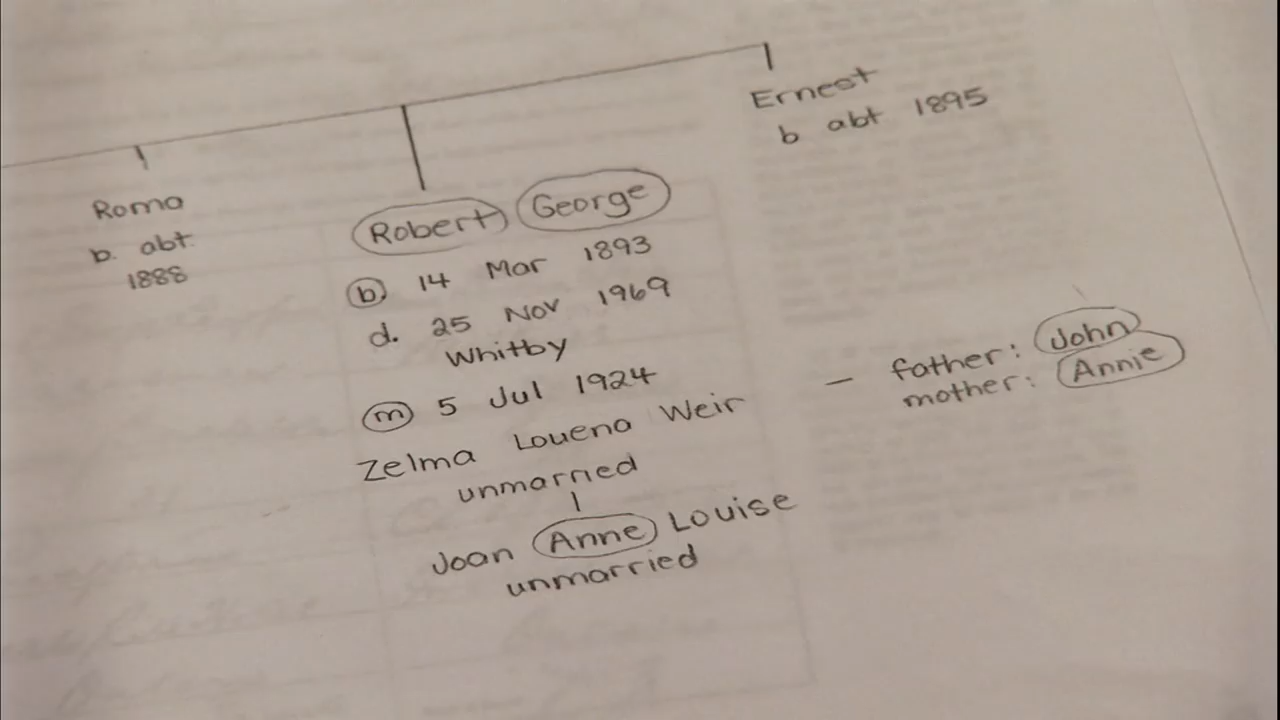 Roma
b. abt.
1888
Robert George
b 14 Mar 1893
d. 25 Nov 1969
Whitby
m 5 Jul 1924
Zelma Louena Weir
unmarried
Joan Anne Louise
unmarried
Ernest
b abt 1895
– father: John
mother: Annie